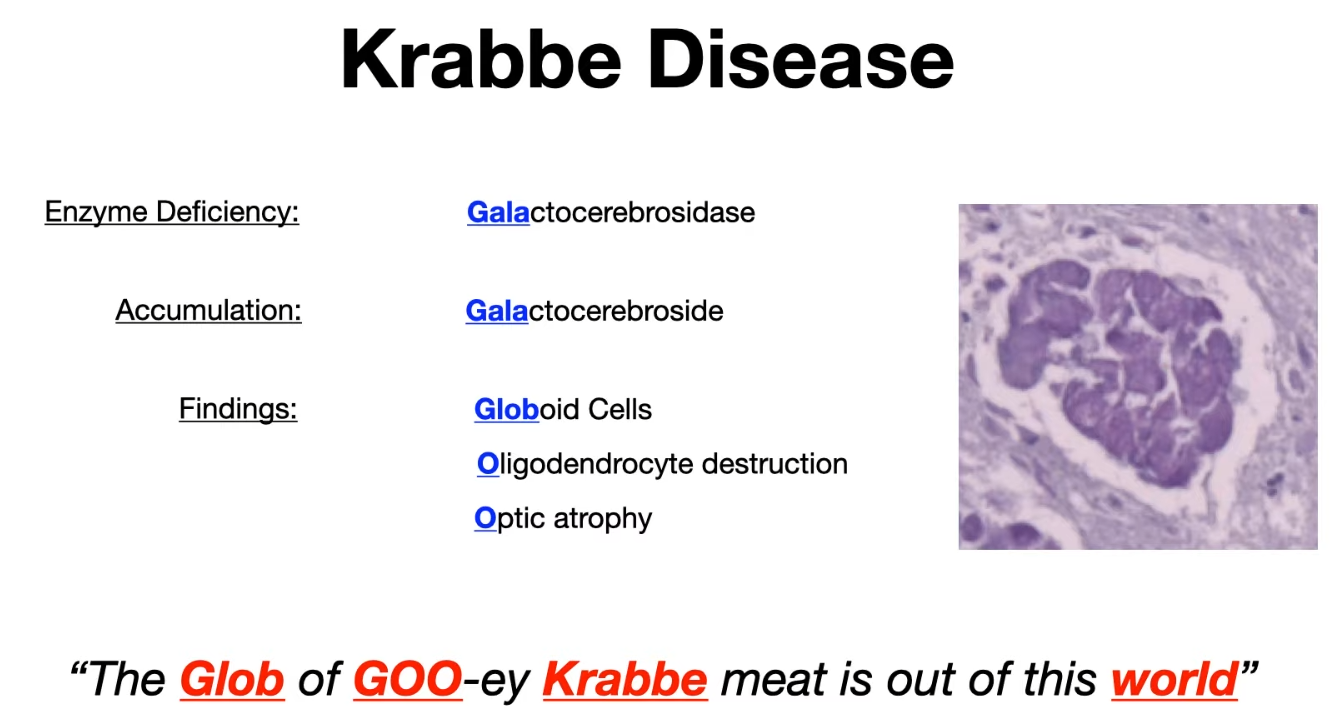 Krabbe Disease
Enzyme Deficiency: Galactocerebrosidase
Accumulation: Galactocerebroside
Findings: Globoid Cells
Oligodendrocyte destruction
Optic atrophy
“The Glob of GOO-ey Krabbe meat is out of this world”